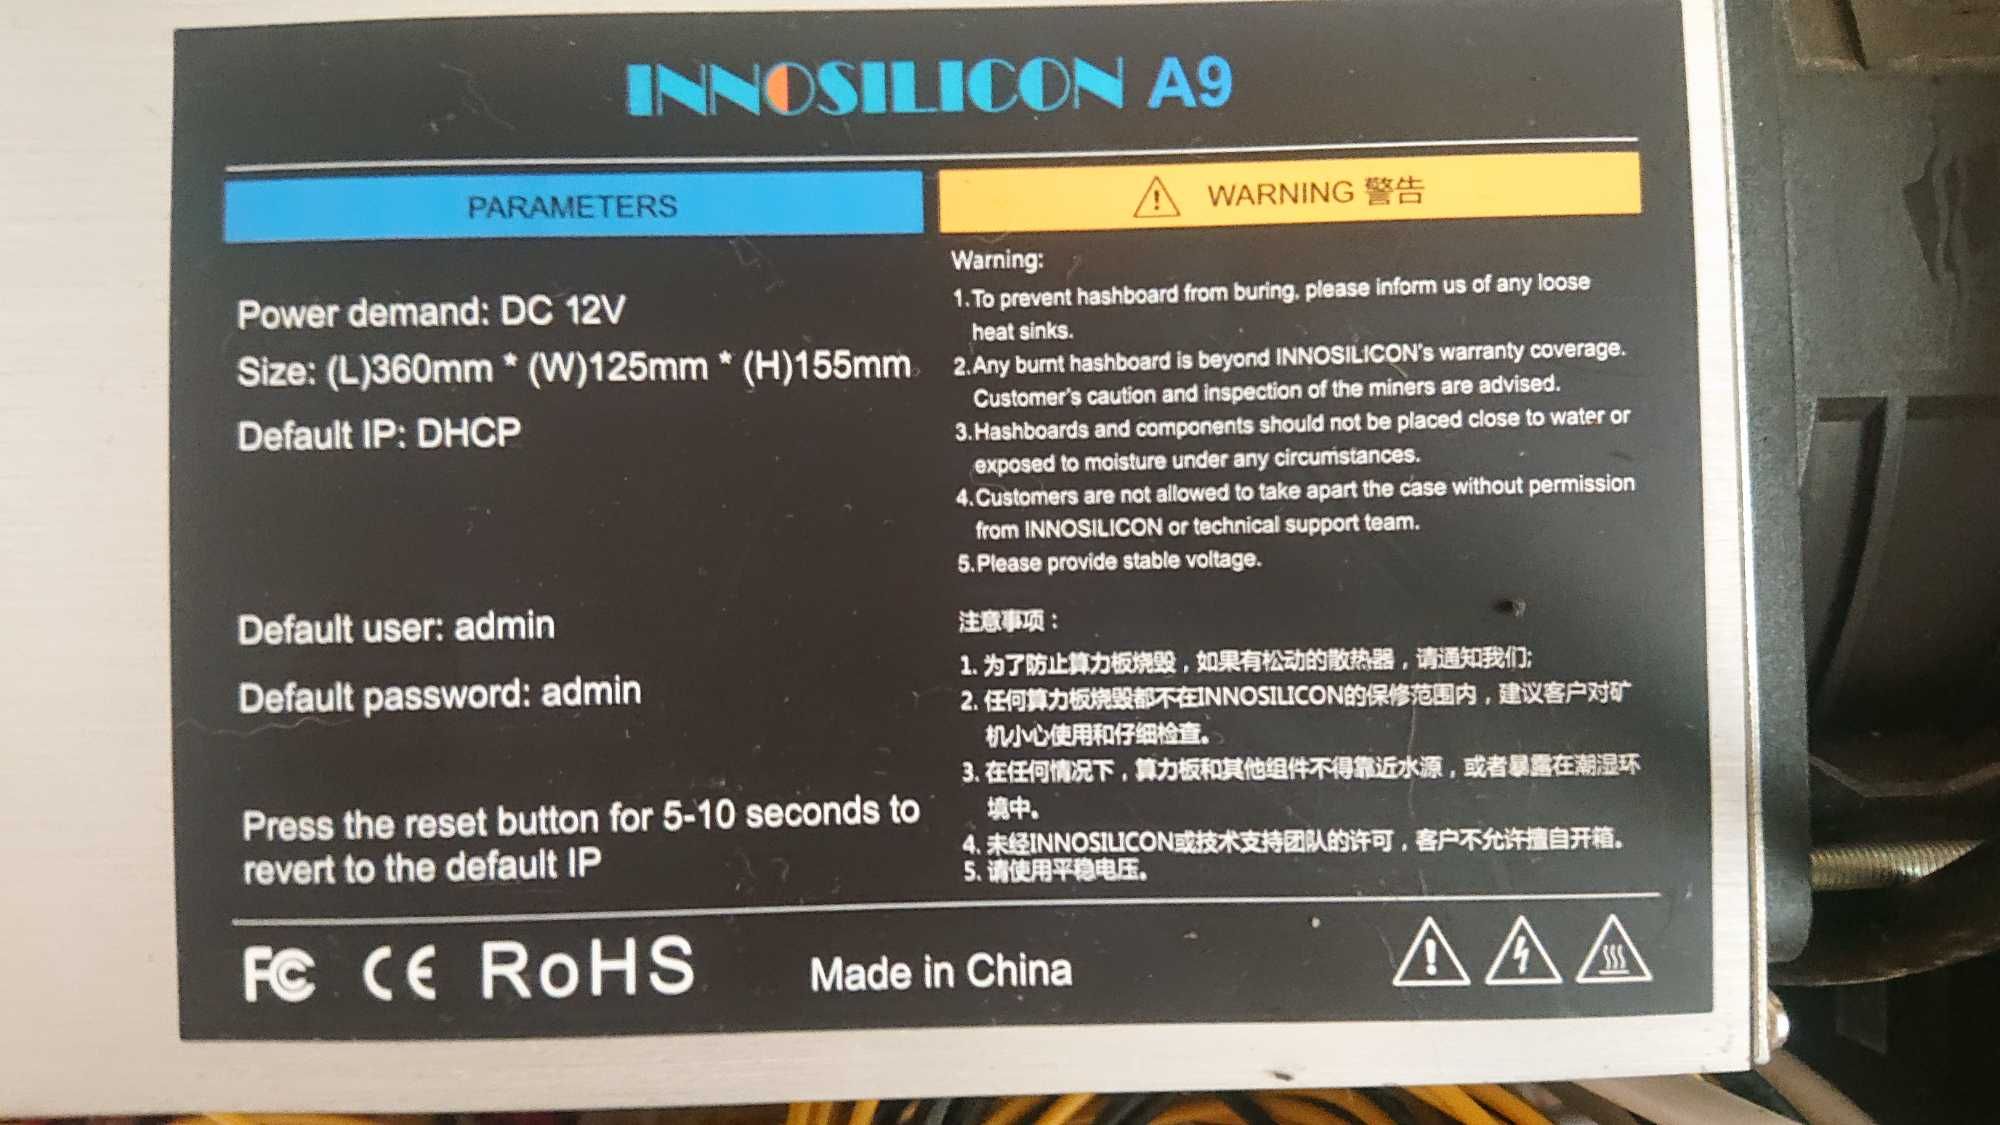 INNOSILICON A9
PARAMETERS
Power demand: DC 12V
Size: (L)360mm * (W)125mm * (H)155mm
Default IP: DHCP
Default user: admin
Default password: admin
Press the reset button for 5-10 seconds to
revert to the default IP
WARNING 警告
Warning:
1.To prevent hashboard from buring, please inform us of any loose
heat sinks.
2.Any burnt hashboard is beyond INNOSILICON's warranty coverage.
Customer's caution and inspection of the miners are advised.
3.Hashboards and components should not be placed close to water or
exposed to moisture under any circumstances.
4.Customers are not allowed to take apart the case without permission
from INNOSILICON or technical support team.
5.Please provide stable voltage.
注意事项：
1. 为了防止算力板烧毁，如果有松动的散热器，请通知我们;
2. 任何算力板烧毁都不在INNOSILICON的保修范围内，建议客户对矿
机小心使用和仔细检查。
3. 在任何情况下，算力板和其他组件不得靠近水源，或者暴露在潮湿环
境中。
4. 未经INNOSILICON或技术支持团队的许可，客户不允许擅自开箱。
5. 请使用平稳电压。
FC CE RoHS
Made in China